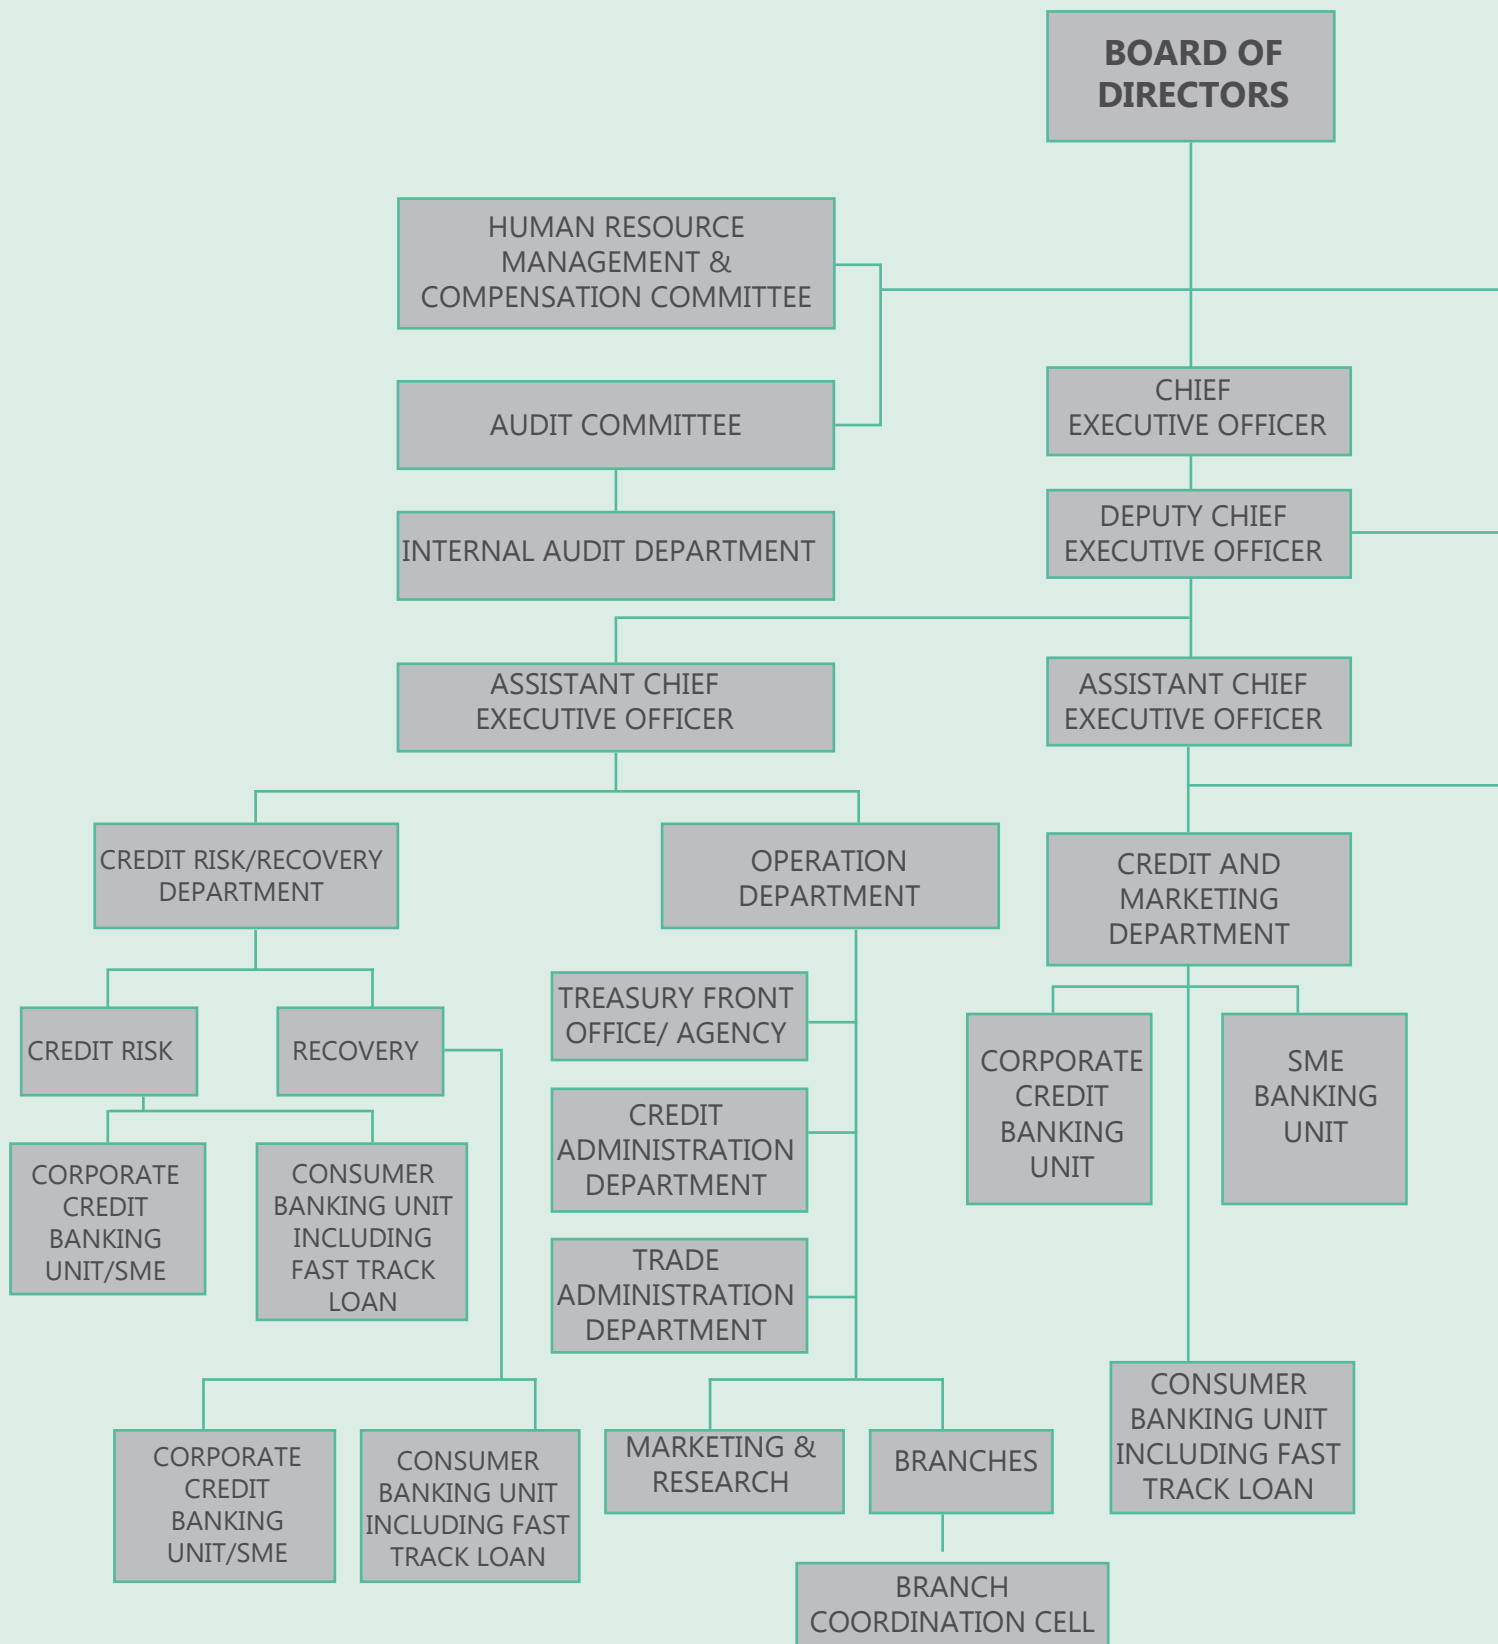 BOARD OF
DIRECTORS
HUMAN RESOURCE
MANAGEMENT &
COMPENSATION COMMITTEE
CHIEF
EXECUTIVE OFFICER
AUDIT COMMITTEE
DEPUTY CHIEF
EXECUTIVE OFFICER
INTERNAL AUDIT DEPARTMENT
ASSISTANT CHIEF
EXECUTIVE OFFICER
ASSISTANT CHIEF
EXECUTIVE OFFICER
CREDIT RISK/RECOVERY
DEPARTMENT
OPERATION
DEPARTMENT
CREDIT AND
MARKETING
DEPARTMENT
CREDIT RISK
RECOVERY
TREASURY FRONT
OFFICE/ AGENCY
CORPORATE
CREDIT
BANKING
UNIT
SME
BANKING
UNIT
CREDIT
ADMINISTRATION
DEPARTMENT
CORPORATE
CREDIT
BANKING
UNIT/SME
CONSUMER
BANKING UNIT
INCLUDING
FAST TRACK
LOAN
TRADE
ADMINISTRATION
DEPARTMENT
CONSUMER
BANKING UNIT
INCLUDING FAST
TRACK LOAN
CORPORATE
CREDIT
BANKING
UNIT/SME
CONSUMER
BANKING UNIT
INCLUDING FAST
TRACK LOAN
MARKETING &
RESEARCH
BRANCHES
BRANCH
COORDINATION CELL